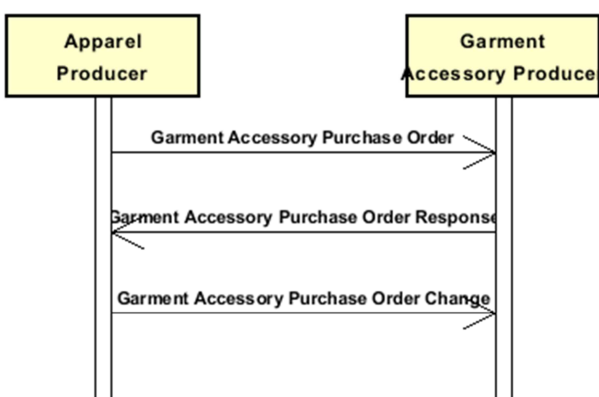 Apparel
Producer
Garment
Accessory Produce
Garment Accessory Purchase Order
Garment Accessory Purchase Order Response
Garment Accessory Purchase Order Change